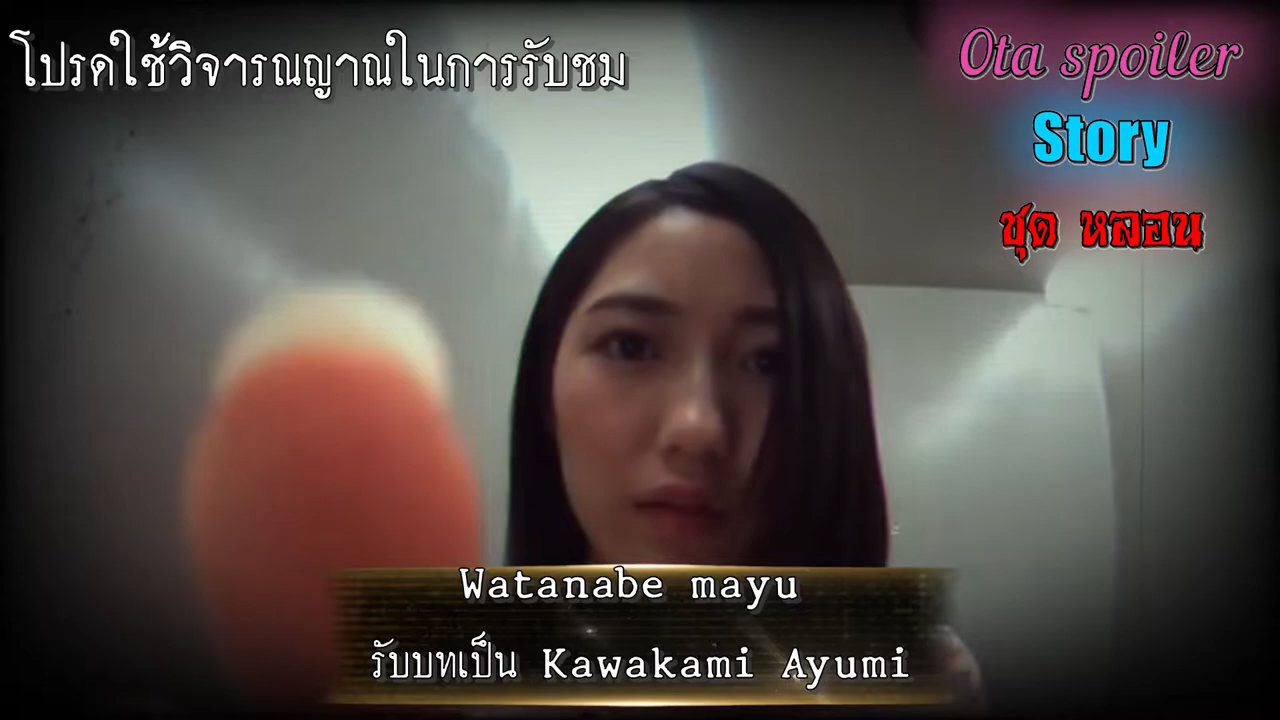 โปรดใช้วิจารณญาณในการรับชม
Ota spoiler
Story
ชุด หลอน
Watanabe mayu
รับบทเป็น Kawakami Ayumi